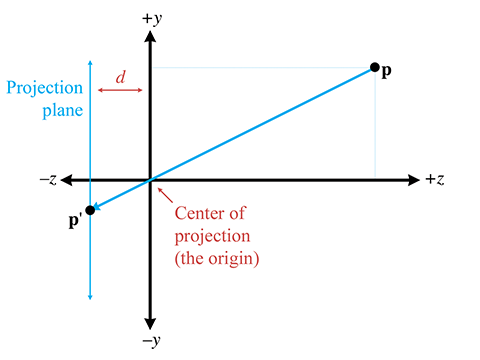 +y
d
p
Projection
plane
−z
+z
p'
Center of
projection
(the origin)
−y